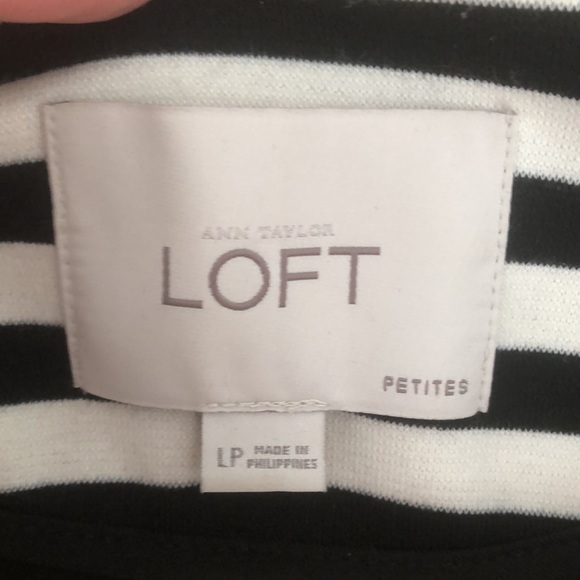 ANN TAYLOR
LOFT
PETITES
LP MADE IN
PHILIPPINES